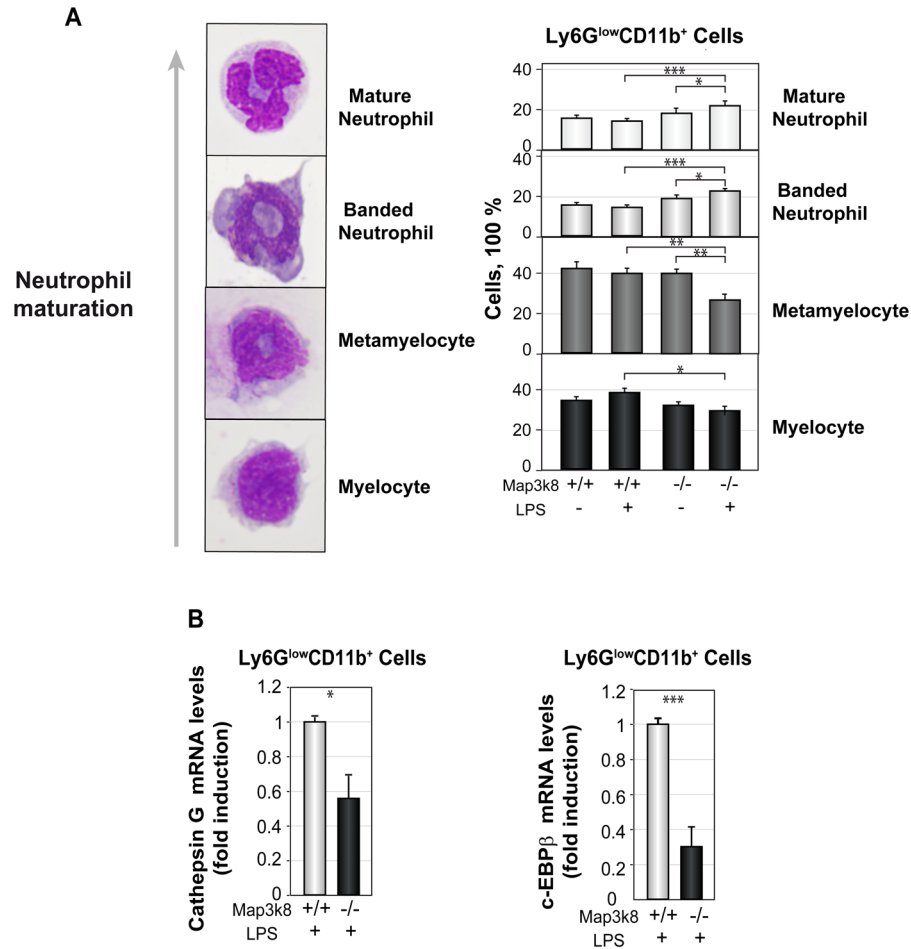 A
Neutrophil
maturation
Mature
Neutrophil
Banded
Neutrophil
Metamyelocyte
Myelocyte
Ly6GlowCD11b+ Cells
Cells, 100 %
40
20
0
***
*
Mature
Neutrophil
40
20
0
***
*
Banded
Neutrophil
40
20
0
**
**
Metamyelocyte
40
20
0
*
Myelocyte
Map3k8 +/+ +/+ -/- -/-
LPS - + - +
B
Ly6GlowCD11b+ Cells
Cathepsin G mRNA levels
(fold induction)
1.2
1
0.8
0.6
0.4
0.2
0
*
Map3k8 +/+ -/-
LPS + +
Ly6GlowCD11b+ Cells
c-EBPβ mRNA levels
(fold induction)
1.2
1
0.8
0.6
0.4
0.2
0
***
Map3k8 +/+ -/-
LPS + +